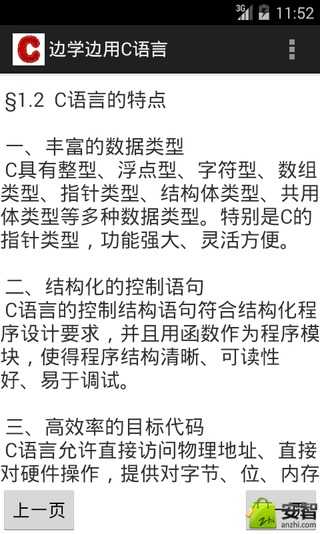 3G 11:52
C 边学边用C语言
§1.2 C语言的特点
一、丰富的数据类型
C具有整型、浮点型、字符型、数组
类型、指针类型、结构体类型、共用
体类型等多种数据类型。特别是C的
指针类型，功能强大、灵活方便。
二、结构化的控制语句
C语言的控制结构语句符合结构化程
序设计要求，并且用函数作为程序模
块，使得程序结构清晰、可读性
好、易于调试。
三、高效率的目标代码
C语言允许直接访问物理地址、直接
对硬件操作，提供对字节、位、内存
上一页
安智
zhi
anzhi.com